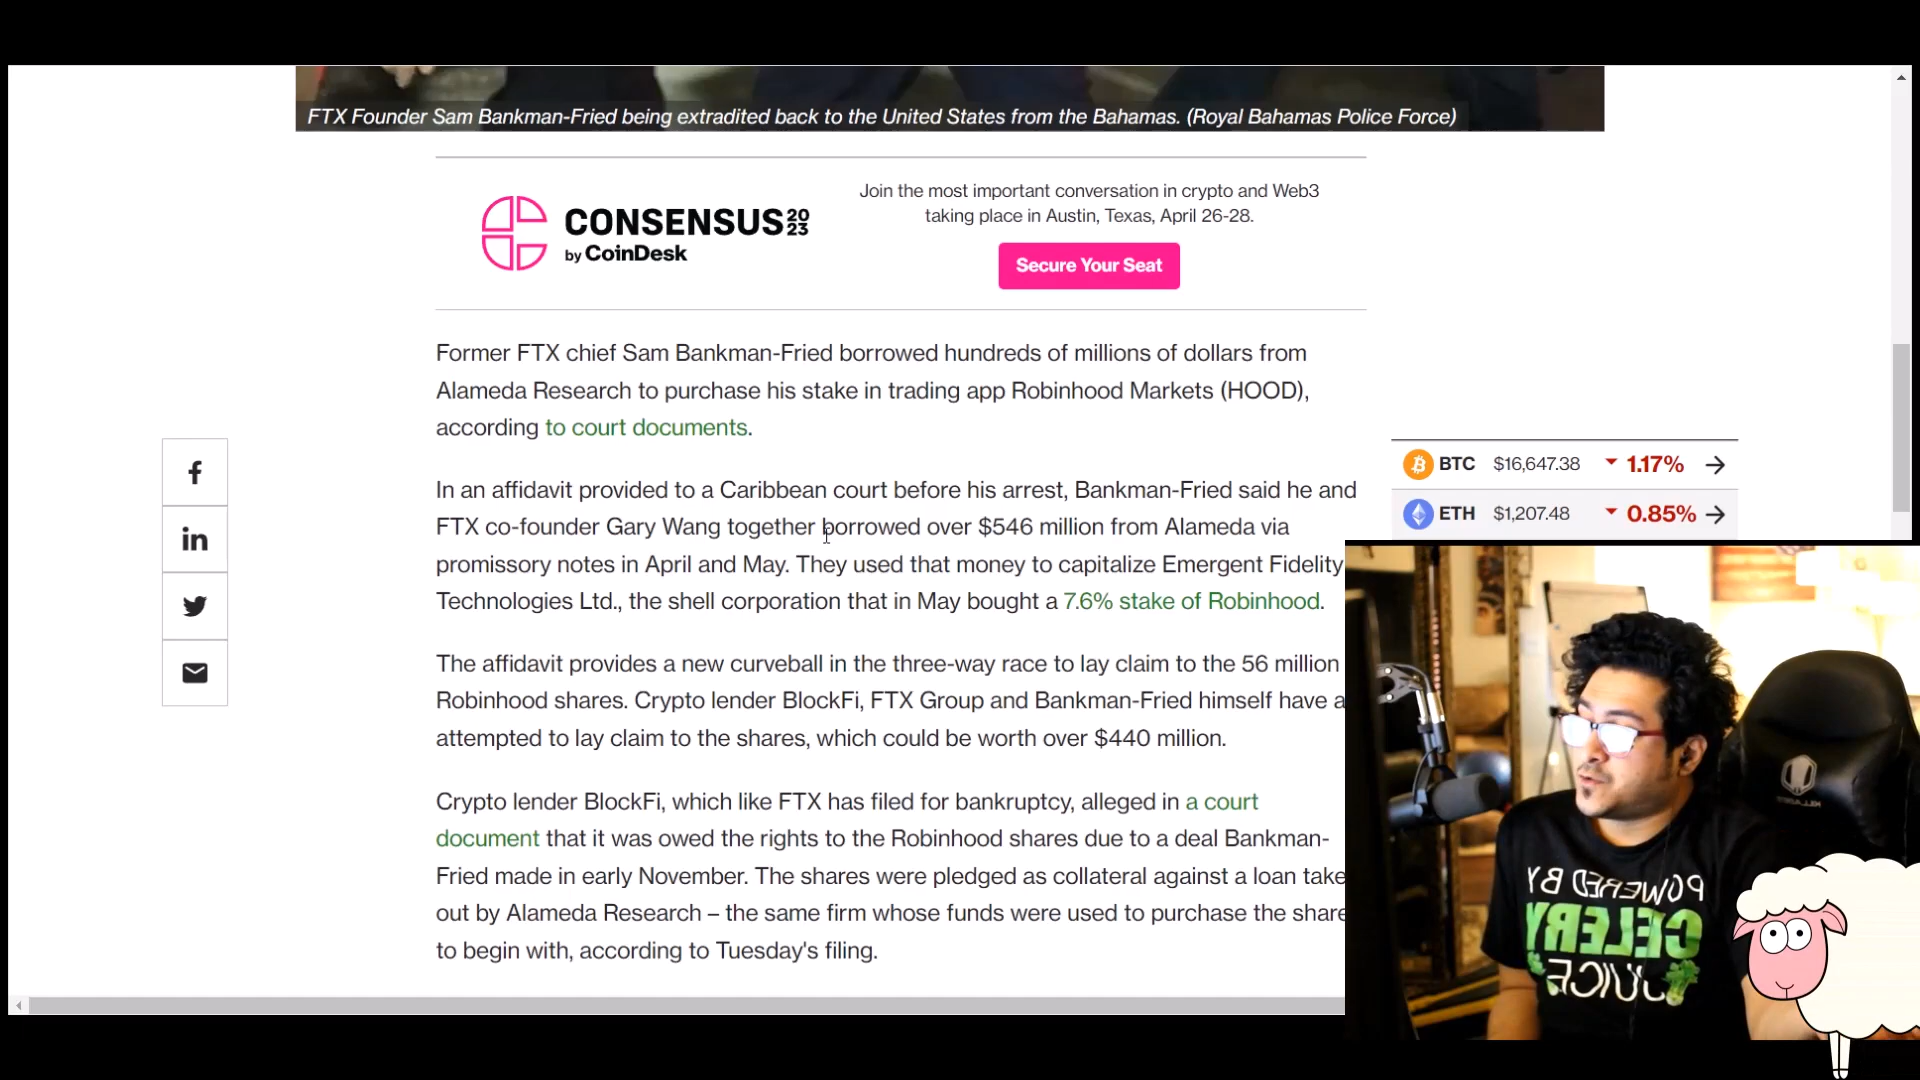 FTX Founder Sam Bankman-Fried being extradited back to the United States from the Bahamas. (Royal Bahamas Police Force)
CONSENSUS 20 23
by CoinDesk
Join the most important conversation in crypto and Web3
taking place in Austin, Texas, April 26-28.
Secure Your Seat
Former FTX chief Sam Bankman-Fried borrowed hundreds of millions of dollars from
Alameda Research to purchase his stake in trading app Robinhood Markets (HOOD),
according to court documents.
In an affidavit provided to a Caribbean court before his arrest, Bankman-Fried said he and
FTX co-founder Gary Wang together borrowed over $546 million from Alameda via
promissory notes in April and May. They used that money to capitalize Emergent Fidelity
Technologies Ltd., the shell corporation that in May bought a 7.6% stake of Robinhood.
The affidavit provides a new curveball in the three-way race to lay claim to the 56 million
Robinhood shares. Crypto lender BlockFi, FTX Group and Bankman-Fried himself have a
attempted to lay claim to the shares, which could be worth over $440 million.
Crypto lender BlockFi, which like FTX has filed for bankruptcy, alleged in a court
document that it was owed the rights to the Robinhood shares due to a deal Bankman-
Fried made in early November. The shares were pledged as collateral against a loan take
out by Alameda Research – the same firm whose funds were used to purchase the share
to begin with, according to Tuesday's filing.
BTC $16,647.38 1.17%
ETH $1,207.48 0.85%
POWERED BY
CELERY
JUICE